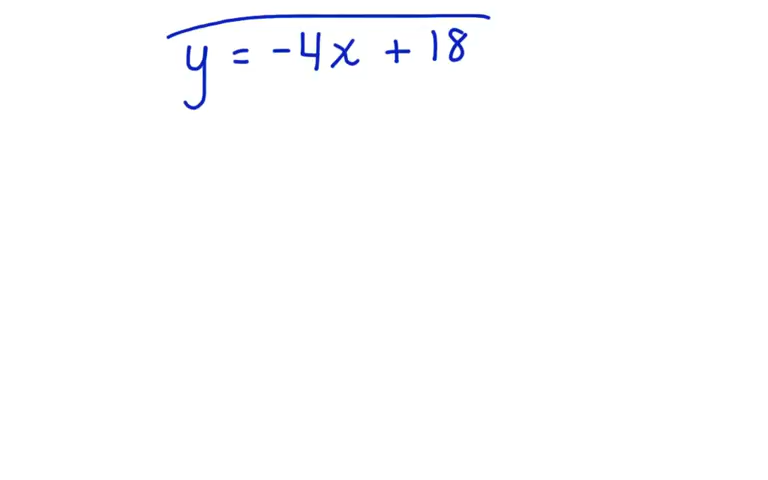 y = -4x + 18